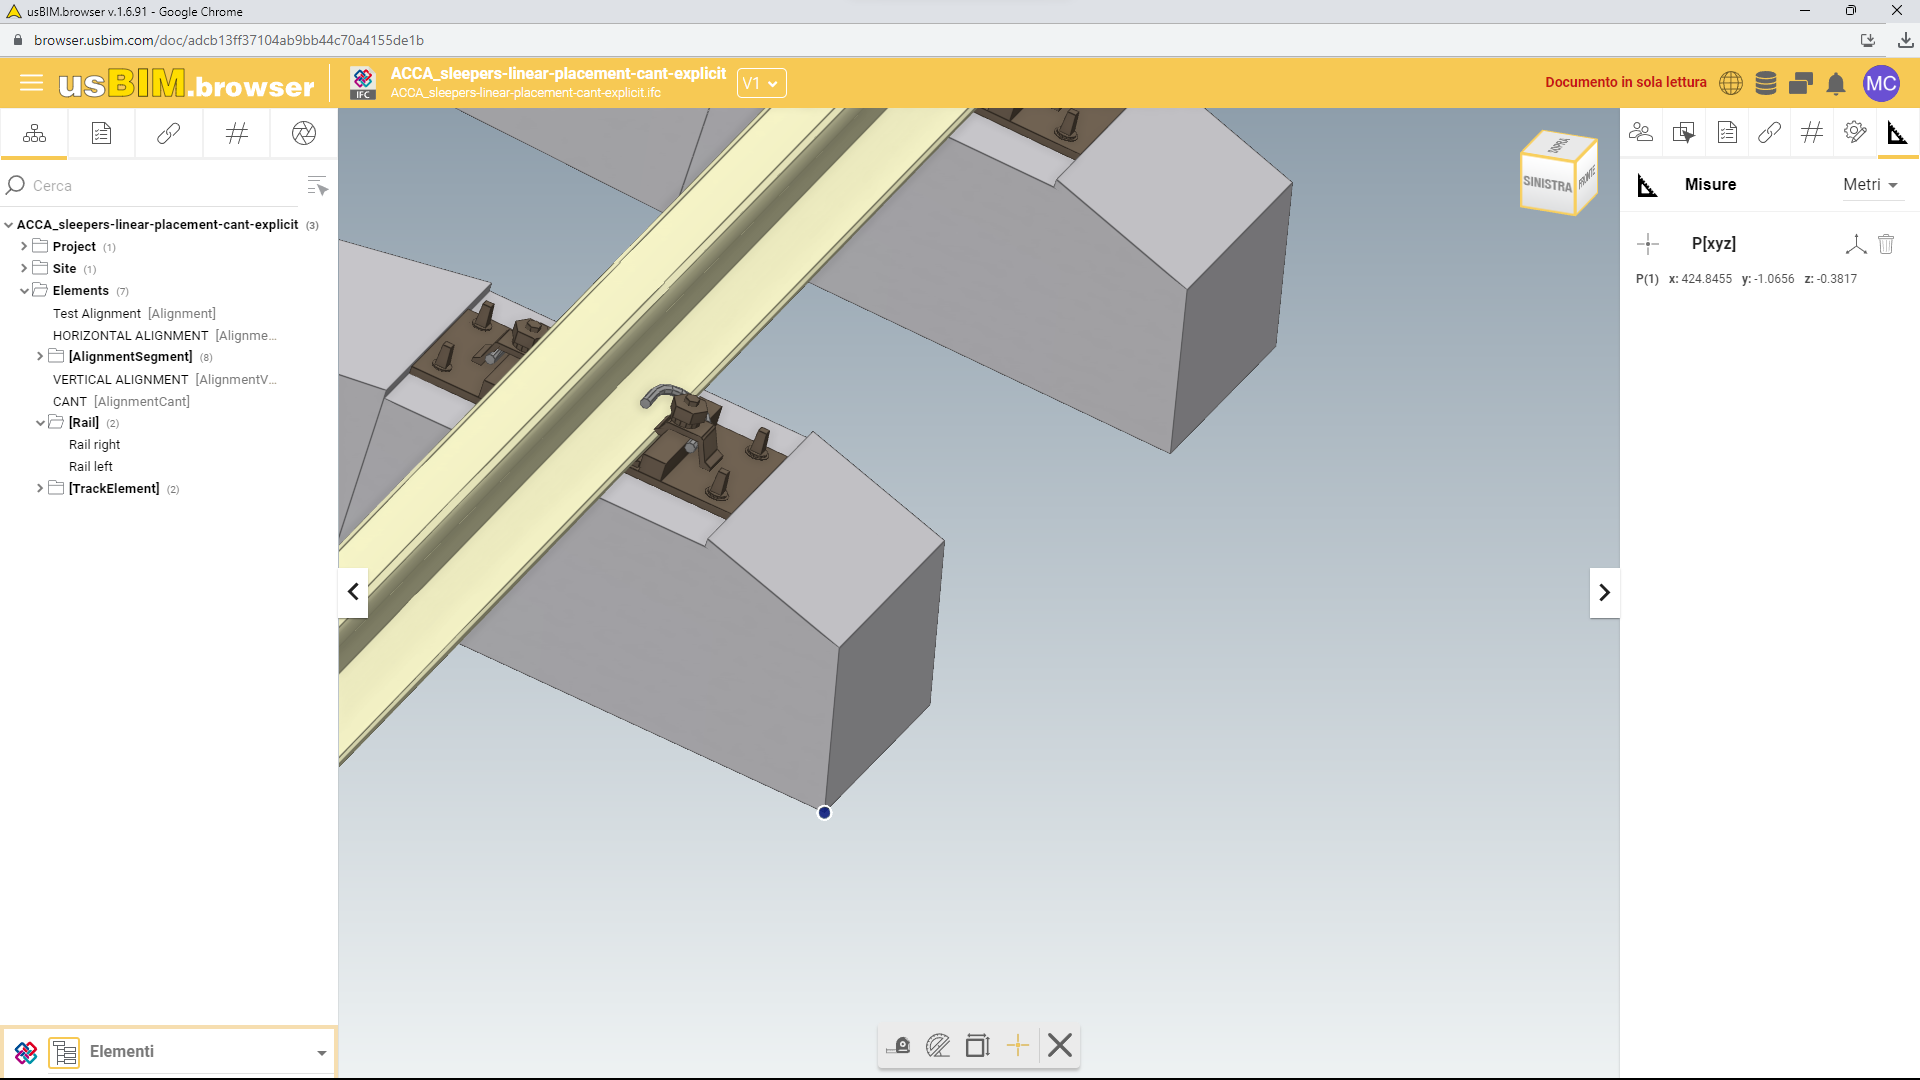 usBIM.browser v.1.6.91 - Google Chrome
browser.usbim.com/doc/adcb13ff37104ab9bb44c70a4155de1b
usBIM.browser
IFC
ACCA_sleepers-linear-placement-cant-explicit
ACCA_sleepers-linear-placement-cant-explicit.ifc
V1
Documento in sola lettura
MC
Cerca
ACCA_sleepers-linear-placement-cant-explicit (3)
Project (1)
Site (1)
Elements (7)
Test Alignment [Alignment]
HORIZONTAL ALIGNMENT [Alignme...
[AlignmentSegment] (8)
VERTICAL ALIGNMENT [AlignmentV...
CANT [AlignmentCant]
[Rail] (2)
Rail right
Rail left
[TrackElement] (2)
Elementi
SOPRA
SINISTRA
FRONTE
Misure
Metri
P[xyz]
P(1) x: 424.8455 y: -1.0656 z: -0.3817